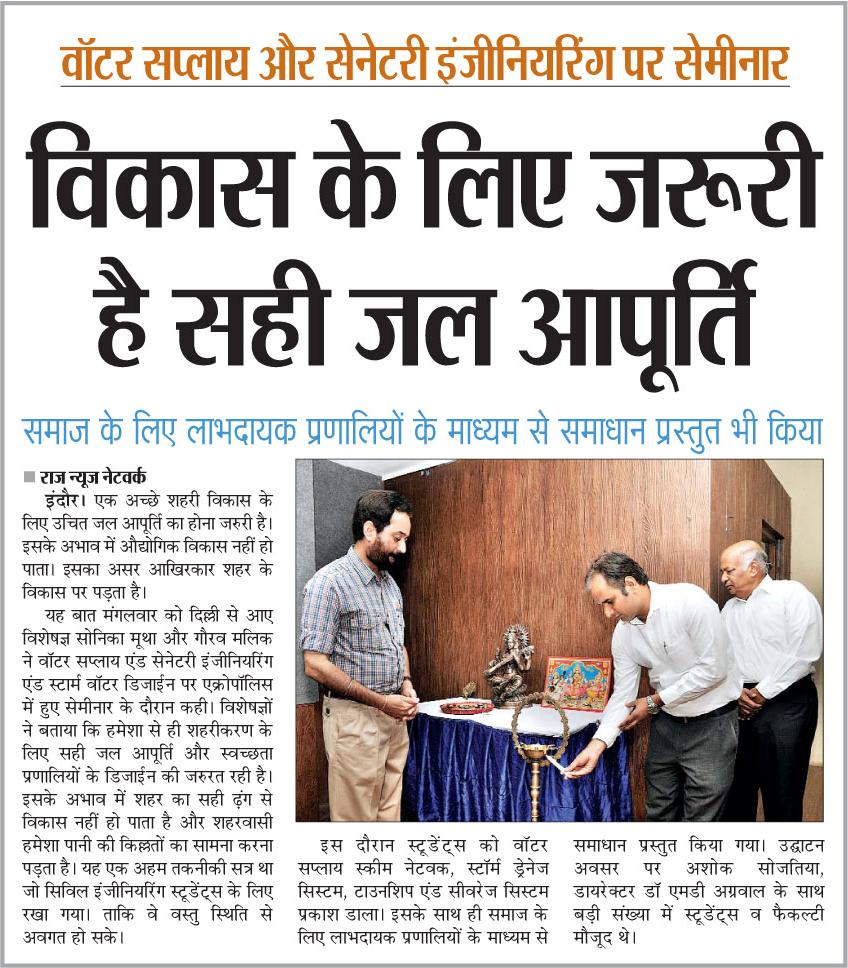 वॉटर सप्लाय और सेनेटरी इंजीनियरिंग पर सेमीनार
विकास के लिए जरूरी
है सही जल आपूर्ति
समाज के लिए लाभदायक प्रणालियों के माध्यम से समाधान प्रस्तुत भी किया
राज न्यूज नेटवर्क
इंदौर। एक अच्छे शहरी विकास के
लिए उचित जल आपूर्ति का होना जरुरी है।
इसके अभाव में औद्योगिक विकास नहीं हो
पाता। इसका असर आखिरकार शहर के
विकास पर पड़ता है।
यह बात मंगलवार को दिल्ली से आए
विशेषज्ञ सोनिका मूथा और गौरव मलिक
ने वॉटर सप्लाय एंड सेनेटरी इंजीनियरिंग
एंड स्टार्म वॉटर डिजाईन पर एक्रोपॉलिस
में हुए सेमीनार के दौरान कही। विशेषज्ञों
ने बताया कि हमेशा से ही शहरीकरण के
लिए सही जल आपूर्ति और स्वच्छता
प्रणालियों के डिजाईन की जरुरत रही है।
इसके अभाव में शहर का सही ढ़ंग से
विकास नहीं हो पाता है और शहरवासी
हमेशा पानी की किल्लतों का सामना करना
पड़ता है। यह एक अहम तकनीकी सत्र था
जो सिविल इंजीनियरिंग स्टूडेंट्स के लिए
रखा गया। ताकि वे वस्तु स्थिति से
अवगत हो सके।
इस दौरान स्टूडेंट्स को वॉटर
सप्लाय स्कीम नेटवक, स्टॉर्म ड्रेनेज
सिस्टम, टाउनशिप एंड सीवरेज सिस्टम
प्रकाश डाला। इसके साथ ही समाज के
लिए लाभदायक प्रणालियों के माध्यम से
समाधान प्रस्तुत किया गया। उद्घाटन
अवसर पर अशोक सोजतिया,
डायरेक्टर डॉ एमडी अग्रवाल के साथ
बड़ी संख्या में स्टूडेंट्स व फैकल्टी
मौजूद थे।